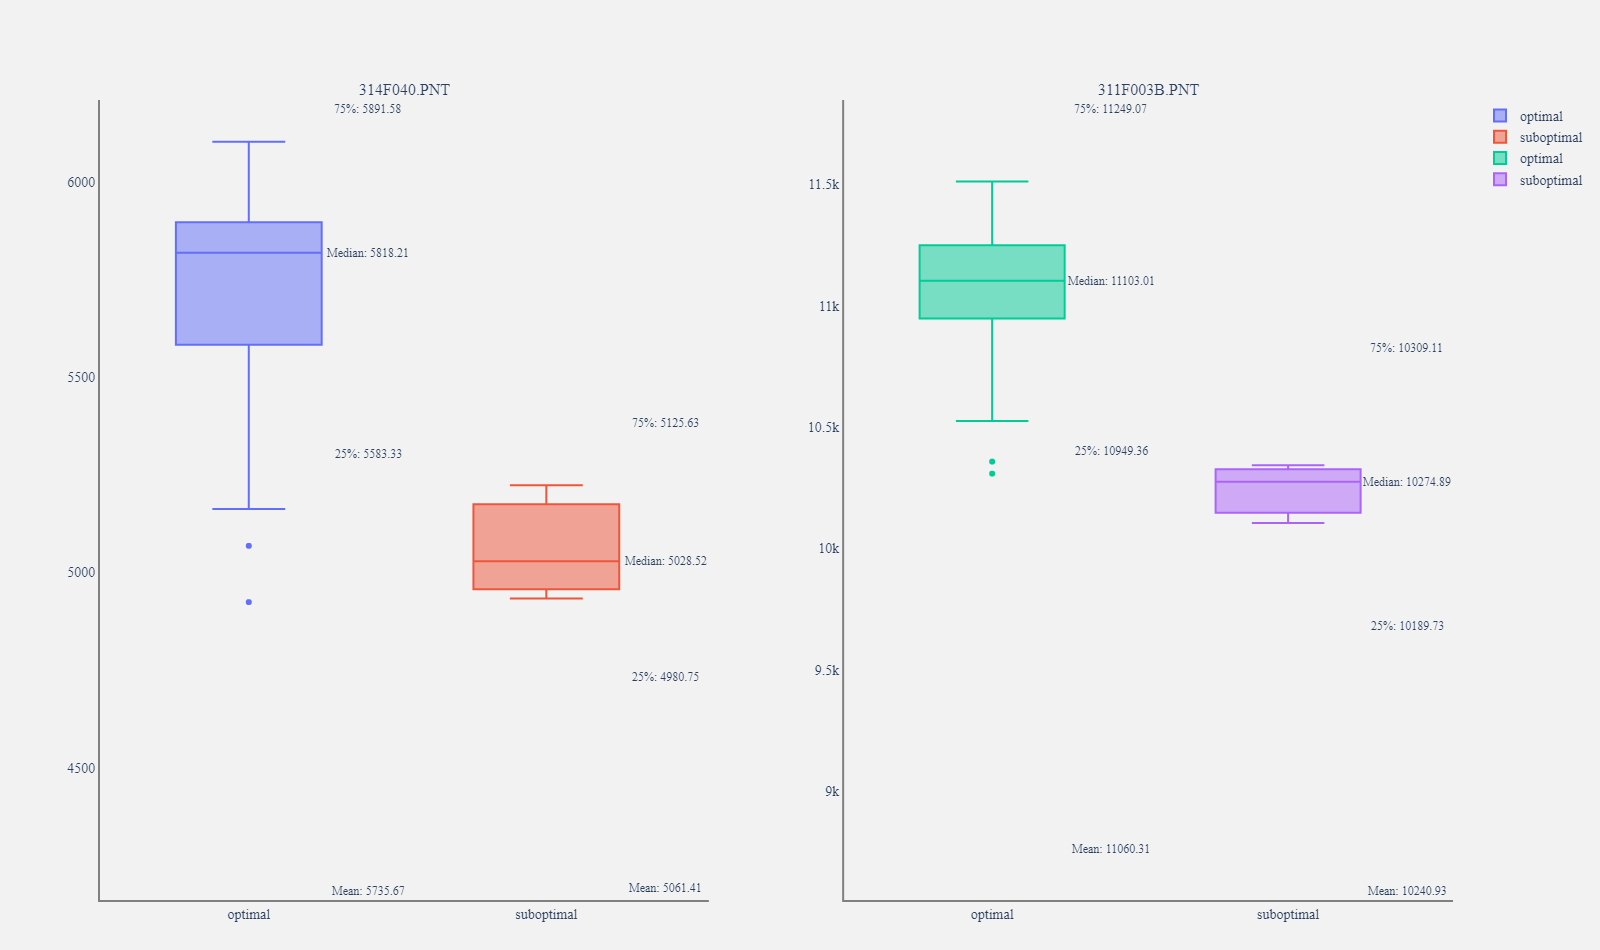 314F040.PNT
75%: 5891.58
6000
Median: 5818.21
5500
75%: 5125.63
25%: 5583.33
5000
Median: 5028.52
25%: 4980.75
4500
Mean: 5735.67
Mean: 5061.41
optimal
suboptimal
311F003B.PNT
75%: 11249.07
11.5k
11k
Median: 11103.01
75%: 10309.11
10.5k
25%: 10949.36
Median: 10274.89
10k
25%: 10189.73
9.5k
9k
Mean: 11060.31
Mean: 10240.93
optimal
suboptimal
optimal
suboptimal
optimal
suboptimal